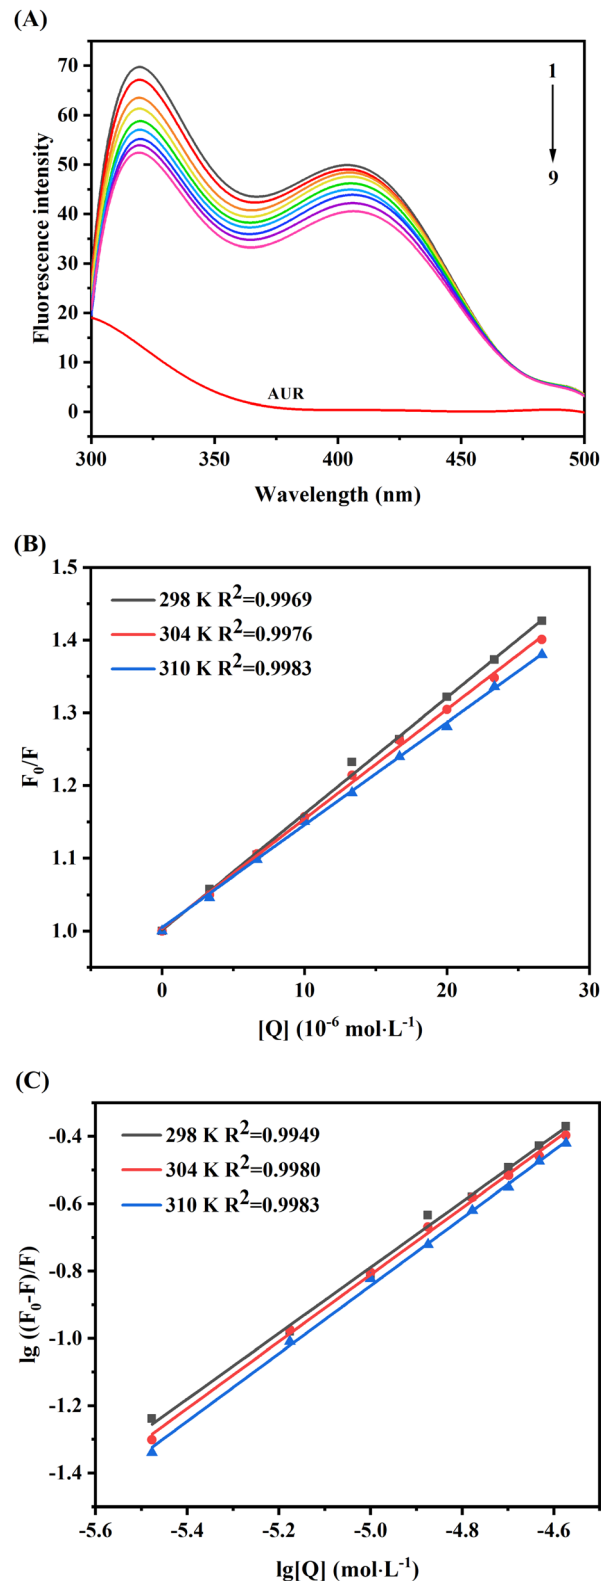 (A)
70
60
50
40
30
20
10
0
Fluorescence intensity
1
9
AUR
300 350 400 450 500
Wavelength (nm)
(B)
1.5
1.4
1.3
1.2
1.1
1.0
F₀/F
298 K R²=0.9969
304 K R²=0.9976
310 K R²=0.9983
0 10 20 30
[Q] (10⁻⁶ mol·L⁻¹)
(C)
-0.4
-0.6
-0.8
-1.0
-1.2
-1.4
lg ((F₀-F)/F)
298 K R²=0.9949
304 K R²=0.9980
310 K R²=0.9983
-5.6 -5.4 -5.2 -5.0 -4.8 -4.6
lg[Q] (mol·L⁻¹)